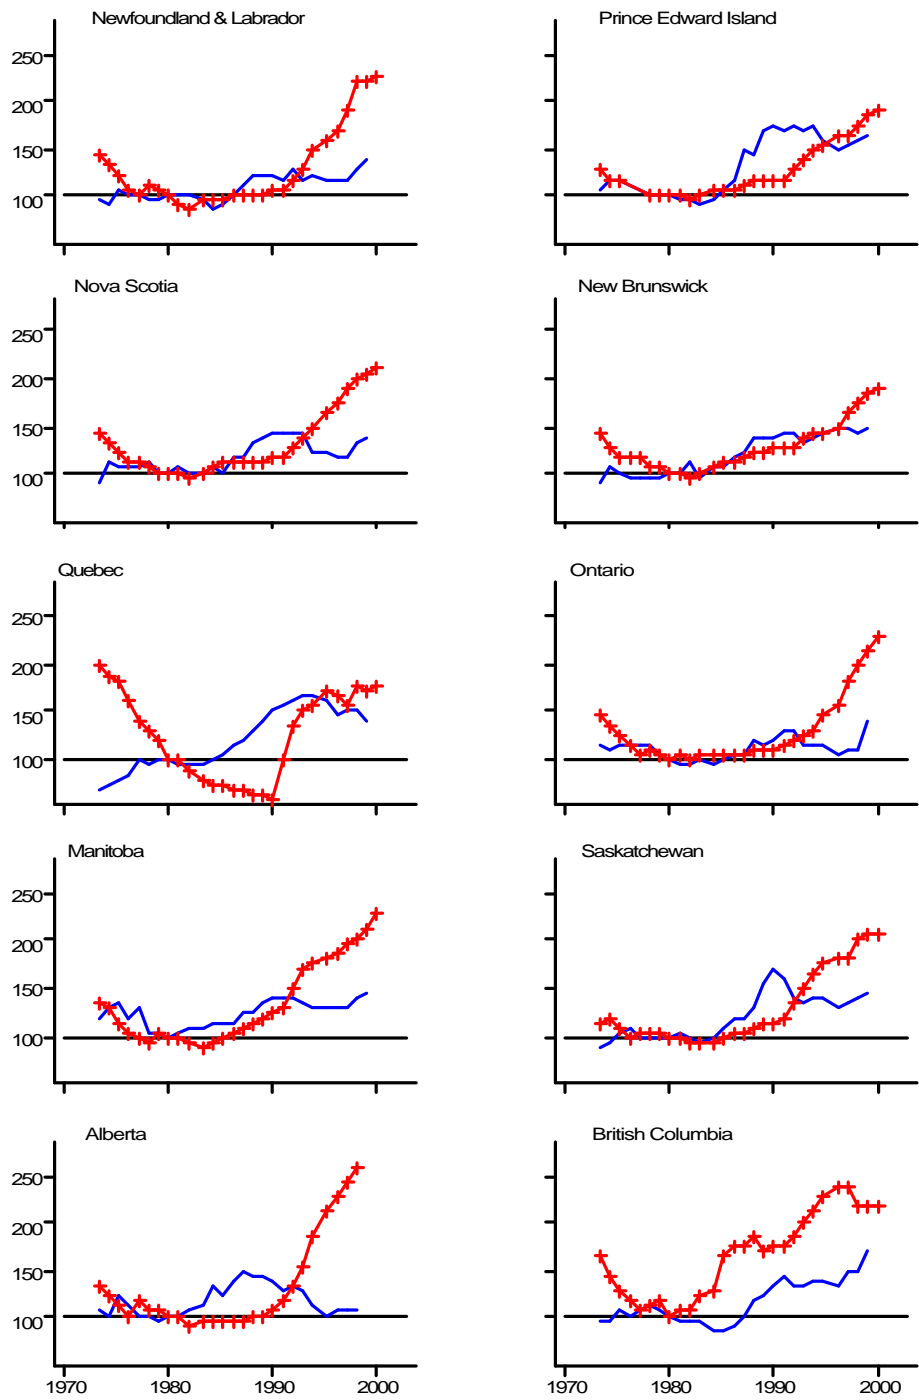 Newfoundland & Labrador
Prince Edward Island
250
200
150
100
Nova Scotia
New Brunswick
250
200
150
100
Quebec
Ontario
250
200
150
100
Manitoba
Saskatchewan
250
200
150
100
Alberta
British Columbia
250
200
150
100
1970 1980 1990 2000 1970 1980 1990 2000